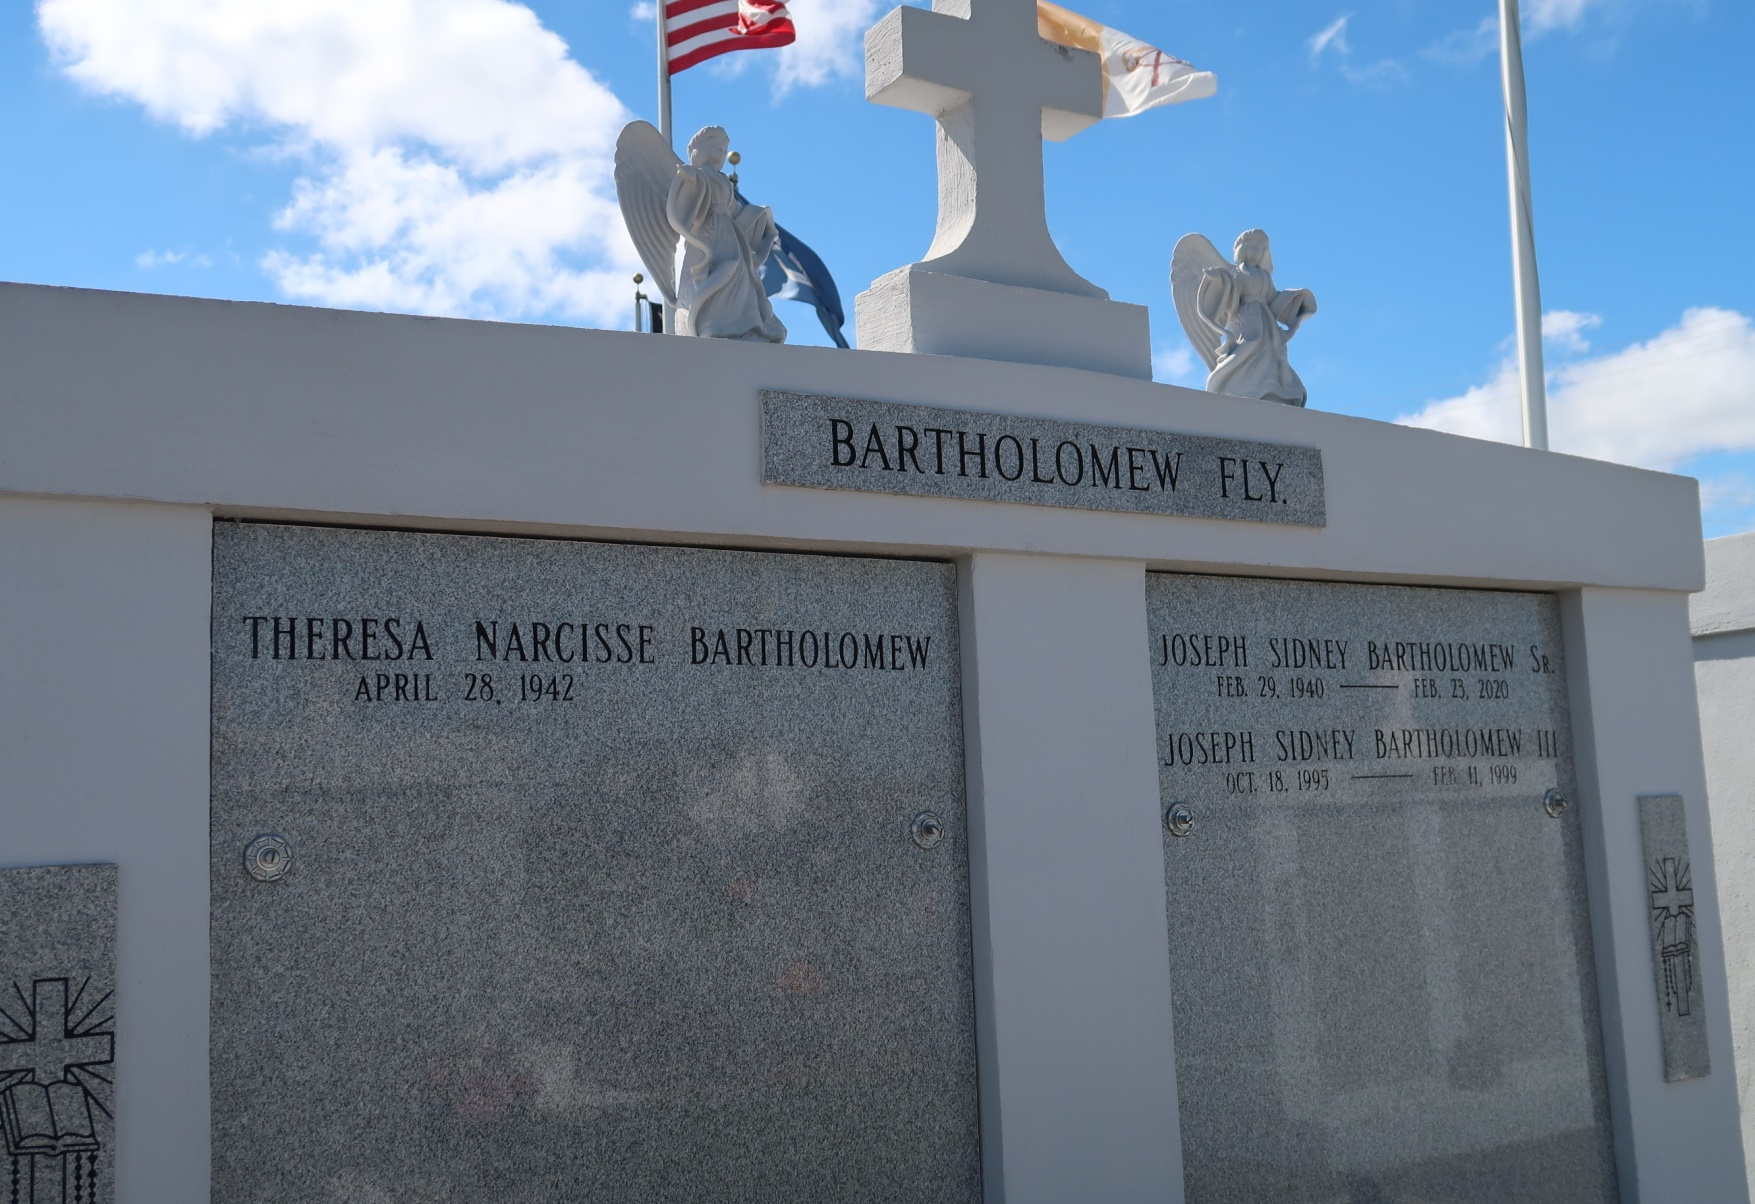 BARTHOLOMEW FLY.
THERESA NARCISSE BARTHOLOMEW
APRIL 28, 1942
JOSEPH SIDNEY BARTHOLOMEW SR.
FEB. 29, 1940 — FEB. 23, 2020
JOSEPH SIDNEY BARTHOLOMEW III
OCT. 18, 1995 — FEB. 11, 1999